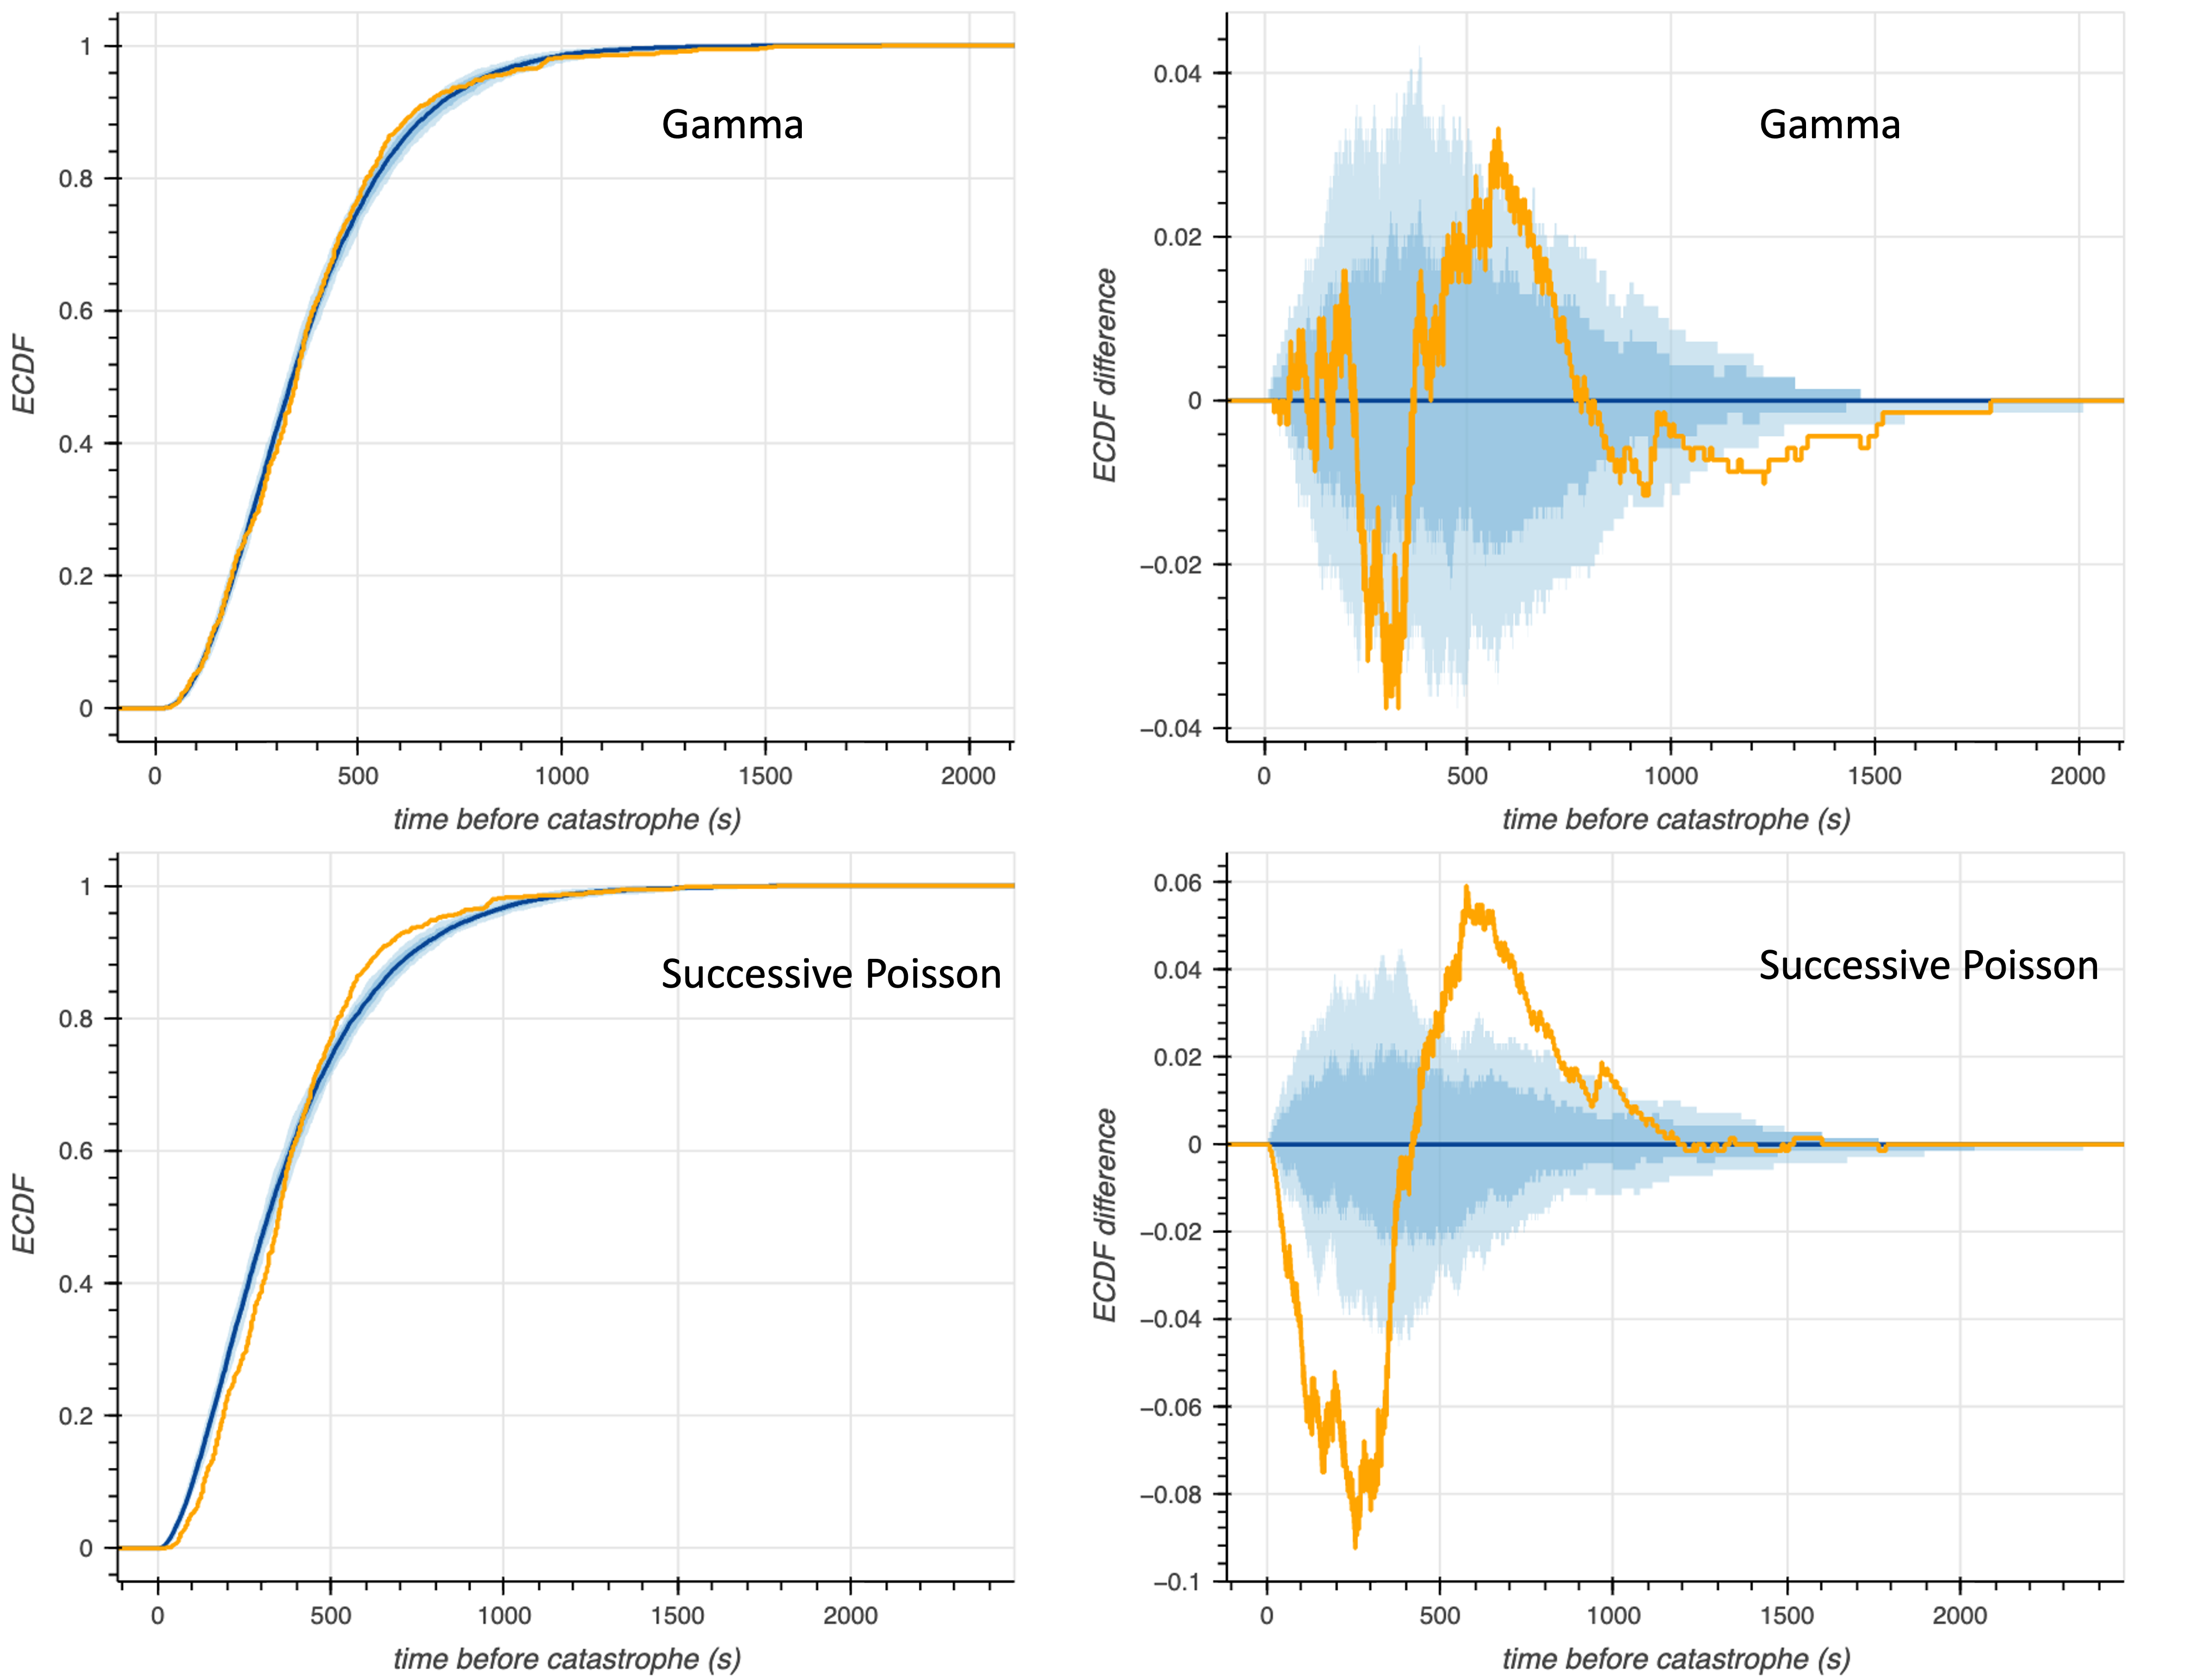 1
0.8
0.6
0.4
0.2
0
ECDF
Gamma
0 500 1000 1500 2000
time before catastrophe (s)
0.04
0.02
0
−0.02
−0.04
ECDF difference
Gamma
0 500 1000 1500 2000
time before catastrophe (s)
1
0.8
0.6
0.4
0.2
0
ECDF
Successive Poisson
0 500 1000 1500 2000
time before catastrophe (s)
0.06
0.04
0.02
0
−0.02
−0.04
−0.06
−0.08
−0.1
ECDF difference
Successive Poisson
0 500 1000 1500 2000
time before catastrophe (s)